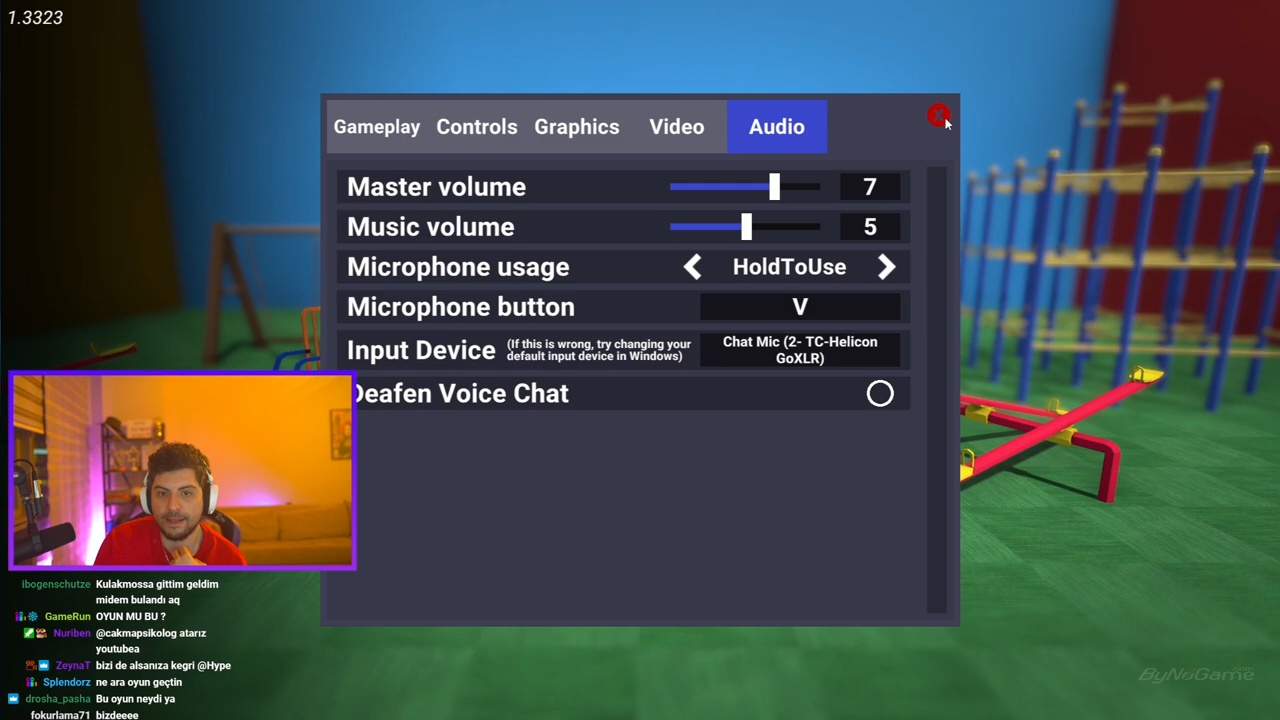 1.3323
Gameplay Controls Graphics Video Audio
X
Master volume 7
Music volume 5
Microphone usage HoldToUse
Microphone button V
Input Device (If this is wrong, try changing your
default input device in Windows)
Chat Mic (2- TC-Helicon
GoXLR)
Deafen Voice Chat
ibogenschutze Kulakmossa gittim geldim
midem bulandı aq
GameRun OYUN MU BU ?
Nuriben @cakmapsikolog atarız
youtubea
ZeynaT bizi de alsanıza kegri @Hype
Splendorz ne ara oyun geçtin
drosha_pasha Bu oyun neydi ya
fokurlama71 bizdeeee
ByNoGame.com